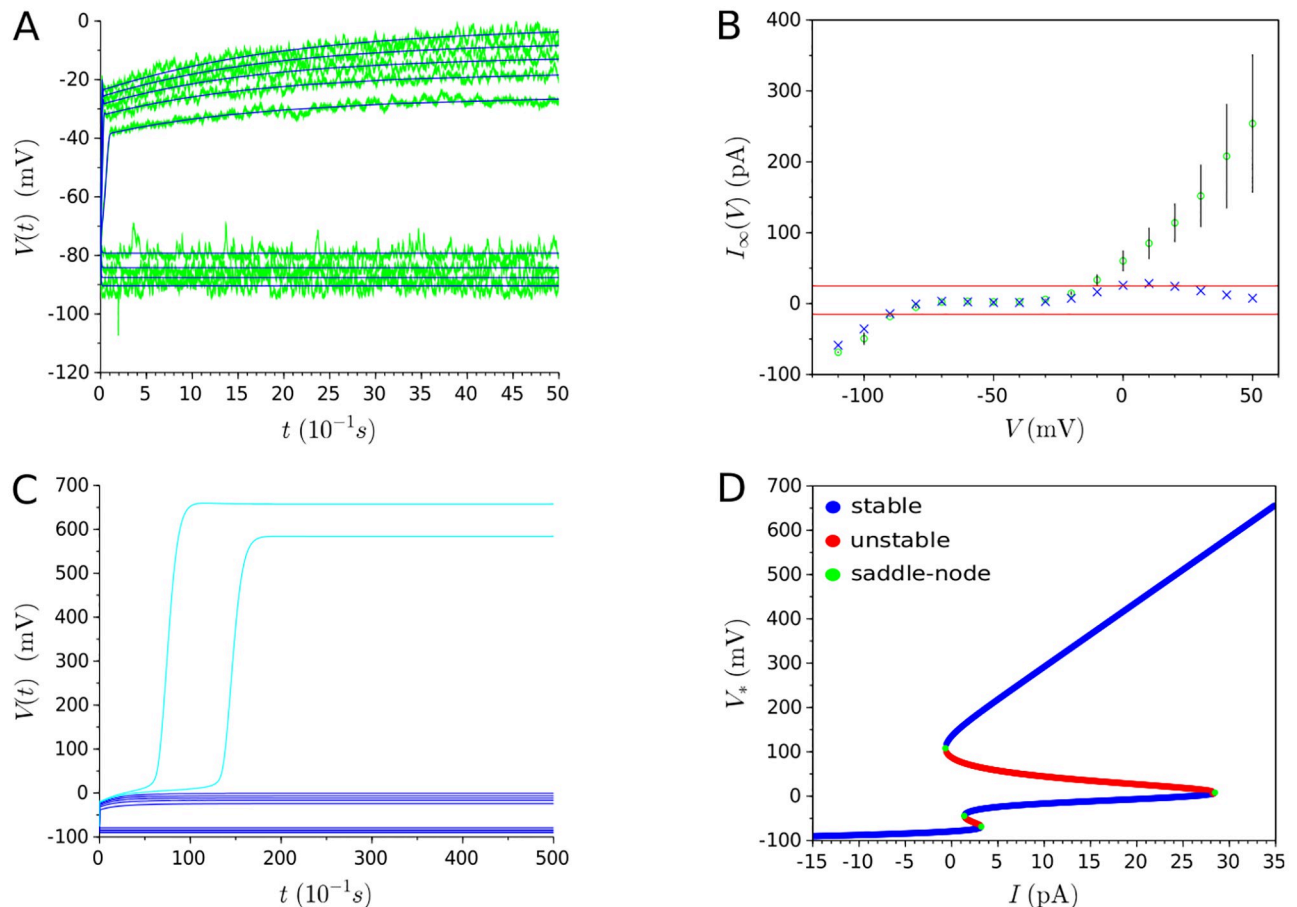 A
V(t) (mV)
0
-20
-40
-60
-80
-100
-120
0 5 10 15 20 25 30 35 40 45 50
t (10⁻¹s)
B
I∞(V) (pA)
400
300
200
100
0
-100
-100 -50 0 50
V (mV)
C
V(t) (mV)
700
600
500
400
300
200
100
0
-100
0 100 200 300 400 500
t (10⁻¹s)
D
V* (mV)
700
600
500
400
300
200
100
0
-100
stable
unstable
saddle-node
-15 -10 -5 0 5 10 15 20 25 30 35
I (pA)